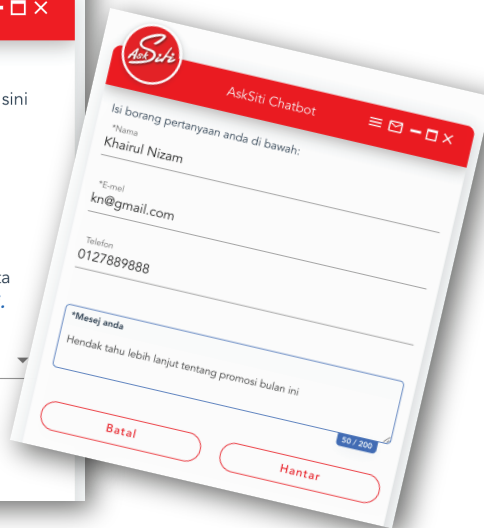 sini
AskSiti
AskSiti Chatbot
Isi borang pertanyaan anda di bawah:
*Nama
Khairul Nizam
*E-mel
kn@gmail.com
Telefon
0127889888
*Mesej anda
Hendak tahu lebih lanjut tentang promosi bulan ini
50 / 200
Batal
Hantar